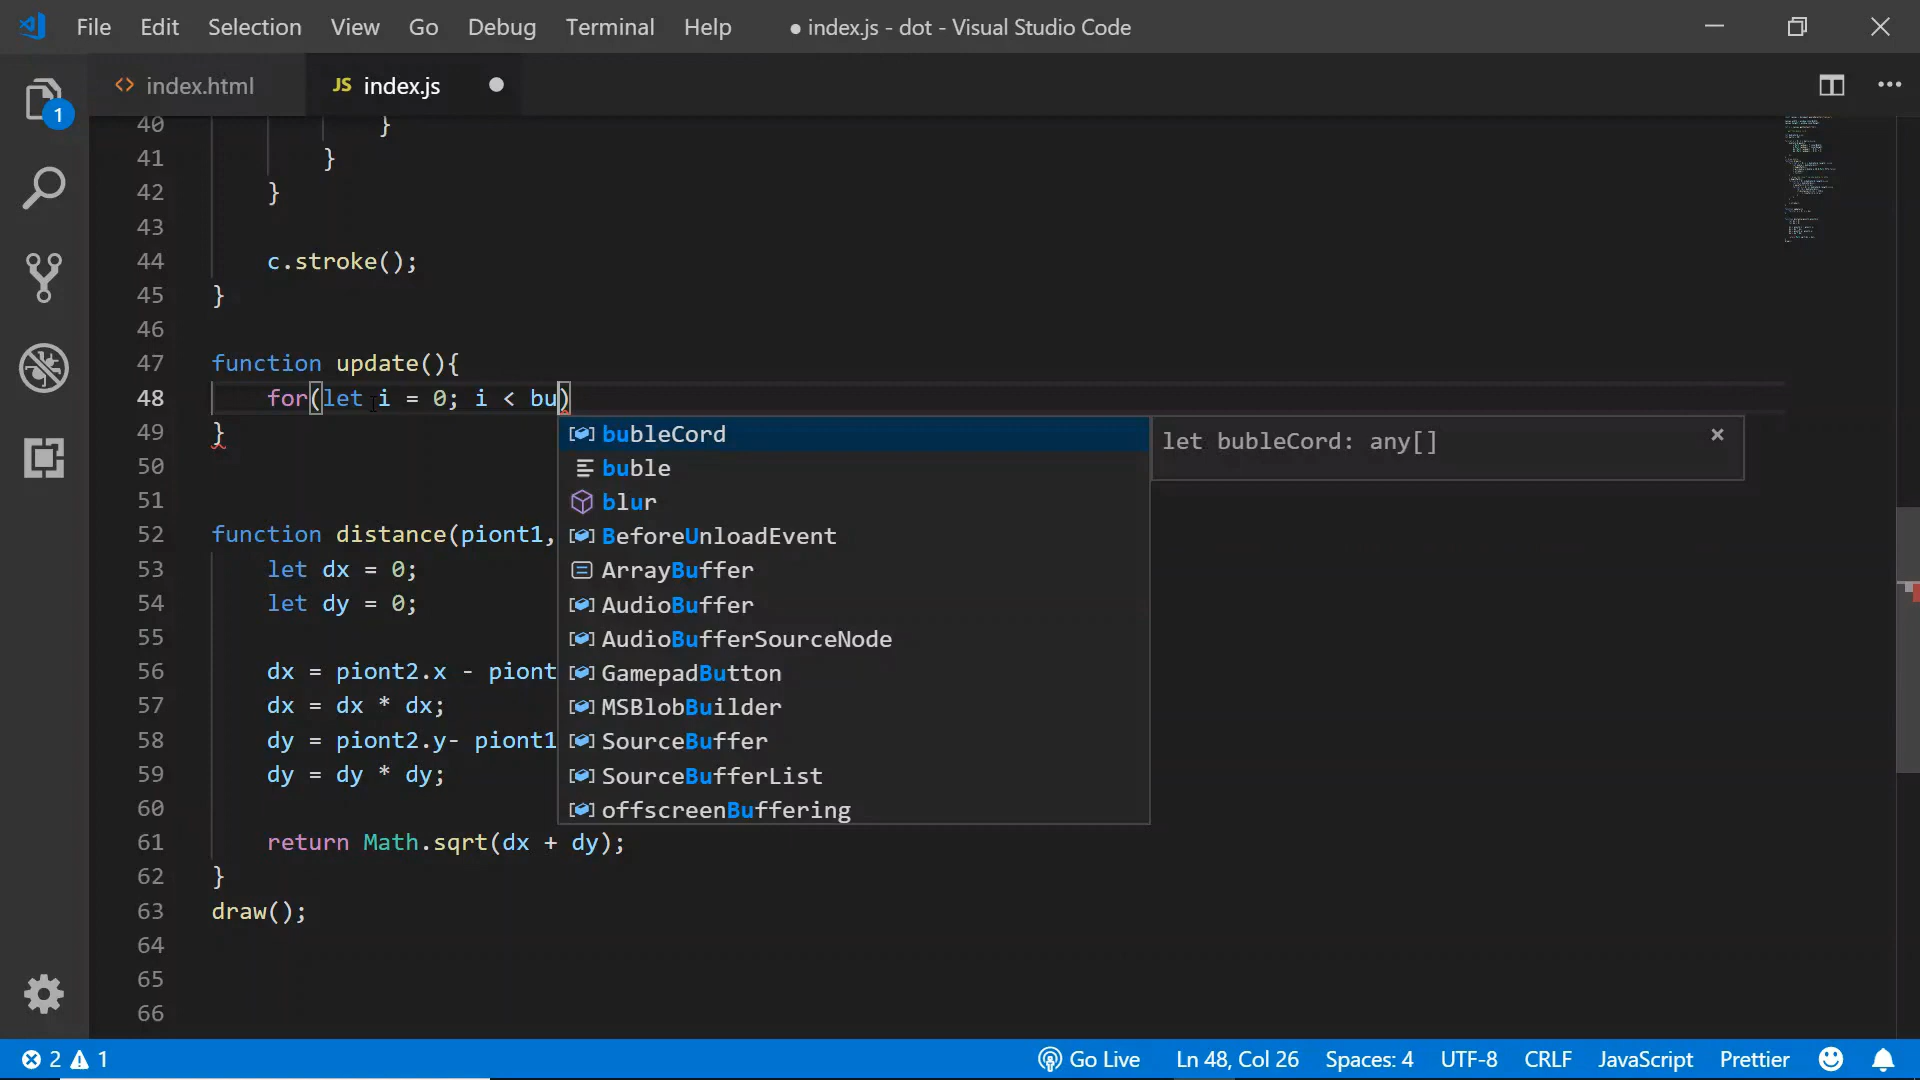 File Edit Selection View Go Debug Terminal Help ● index.js - dot - Visual Studio Code
<> index.html JS index.js ●
1
40 }
41 }
42 }
43
44 c.stroke();
45 }
46
47 function update(){
48 for(let i = 0; i < bu)
49 }
50
51
52 function distance(piont1,
53 let dx = 0;
54 let dy = 0;
55
56 dx = piont2.x - piont
57 dx = dx * dx;
58 dy = piont2.y- piont1
59 dy = dy * dy;
60
61 return Math.sqrt(dx + dy);
62 }
63 draw();
64
65
66
bubleCord
buble
blur
BeforeUnloadEvent
ArrayBuffer
AudioBuffer
AudioBufferSourceNode
GamepadButton
MSBlobBuilder
SourceBuffer
SourceBufferList
offscreenBuffering
let bubleCord: any[]
2 1 Go Live Ln 48, Col 26 Spaces: 4 UTF-8 CRLF JavaScript Prettier